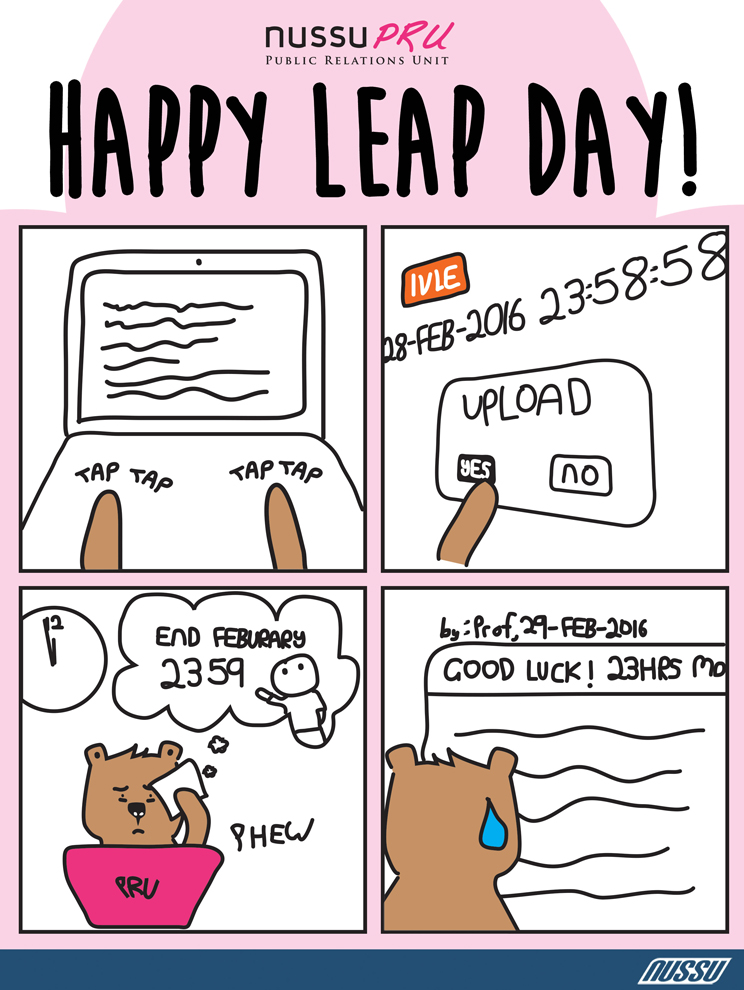 nussu PRU
PUBLIC RELATIONS UNIT
HAPPY LEAP DAY!
TAP TAP TAP TAP
IVLE
28-FEB-2016 23:58:58
UPLOAD
YES NO
12
END FEBURARY
2359
PHEW
PRU
by: Prof, 29-FEB-2016
GOOD LUCK! 23HRS MO
NUSSU